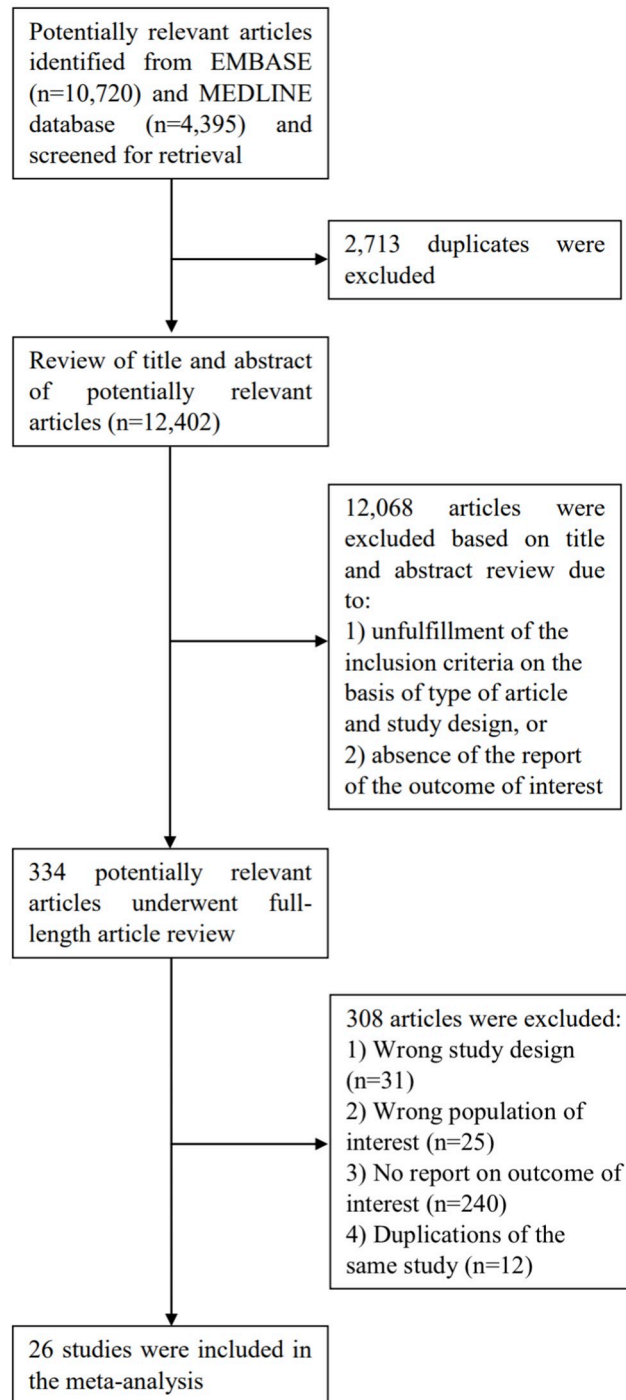 Potentially relevant articles
identified from EMBASE
(n=10,720) and MEDLINE
database (n=4,395) and
screened for retrieval
2,713 duplicates were
excluded
Review of title and abstract
of potentially relevant
articles (n=12,402)
12,068 articles were
excluded based on title
and abstract review due
to:
1) unfulfillment of the
inclusion criteria on the
basis of type of article
and study design, or
2) absence of the report
of the outcome of interest
334 potentially relevant
articles underwent full-
length article review
308 articles were excluded:
1) Wrong study design
(n=31)
2) Wrong population of
interest (n=25)
3) No report on outcome of
interest (n=240)
4) Duplications of the
same study (n=12)
26 studies were included in
the meta-analysis